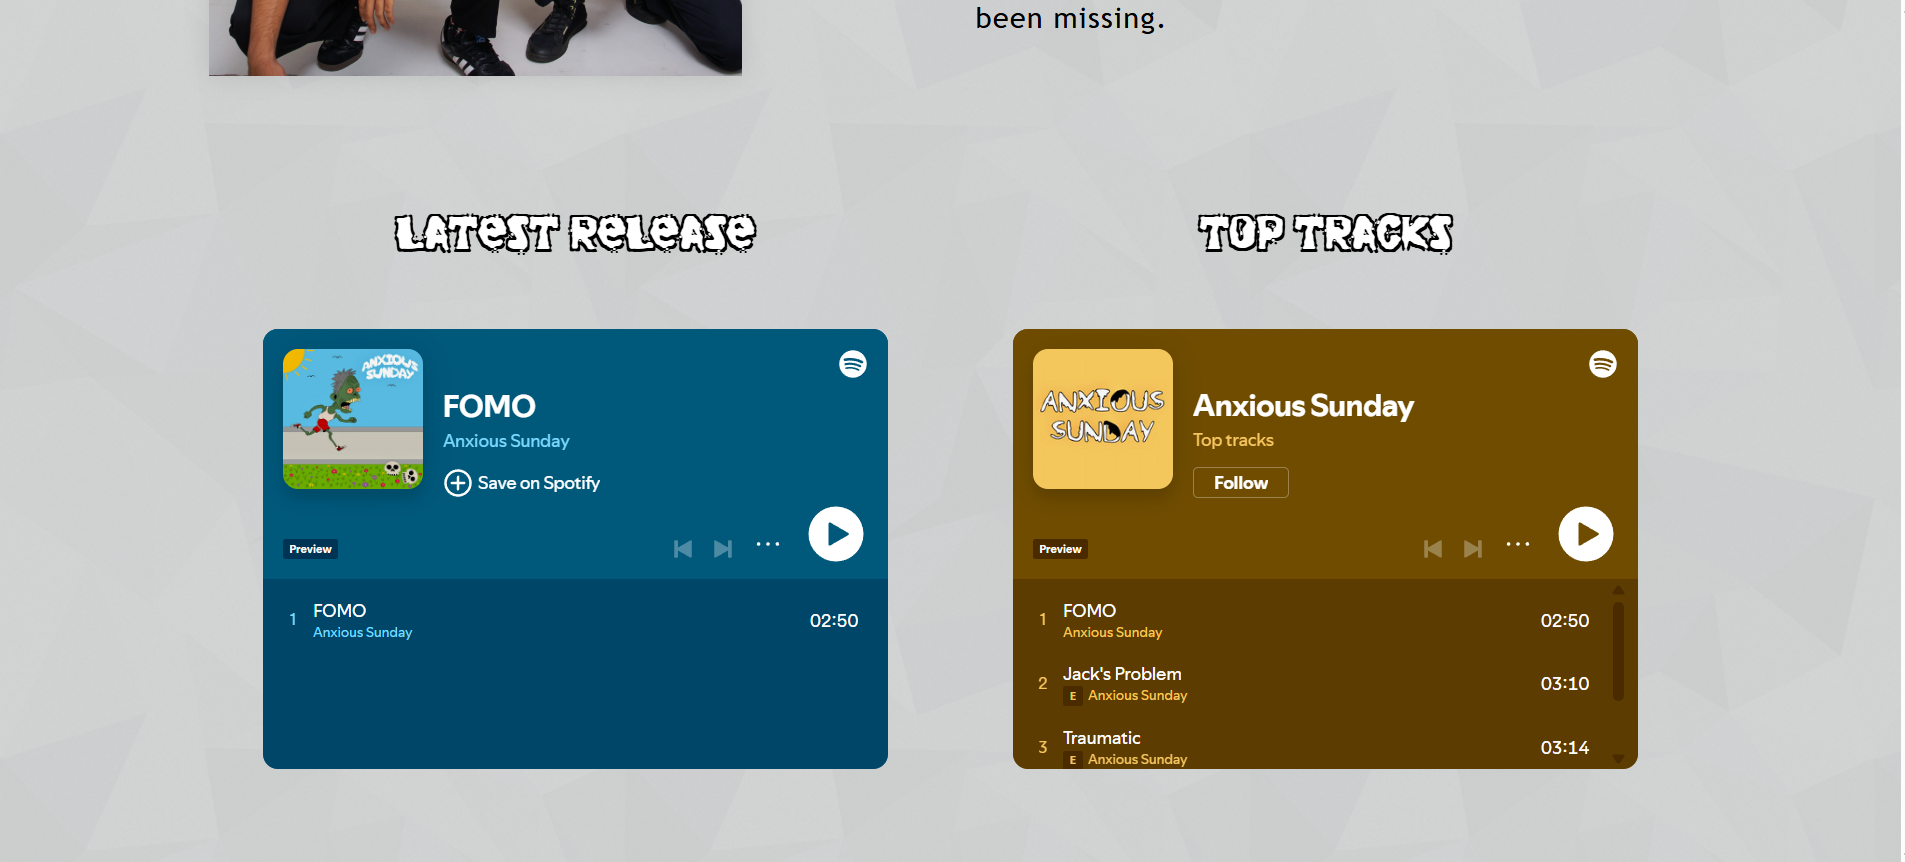 been missing.
LATEST RELEASE
TOP TRACKS
ANXIOUS
SUNDAY
FOMO
Anxious Sunday
Save on Spotify
Preview
1
FOMO
Anxious Sunday
02:50
ANXIOUS
SUNDAY
Anxious Sunday
Top tracks
Follow
Preview
1
FOMO
Anxious Sunday
02:50
2
Jack's Problem
E Anxious Sunday
03:10
3
Traumatic
E Anxious Sunday
03:14